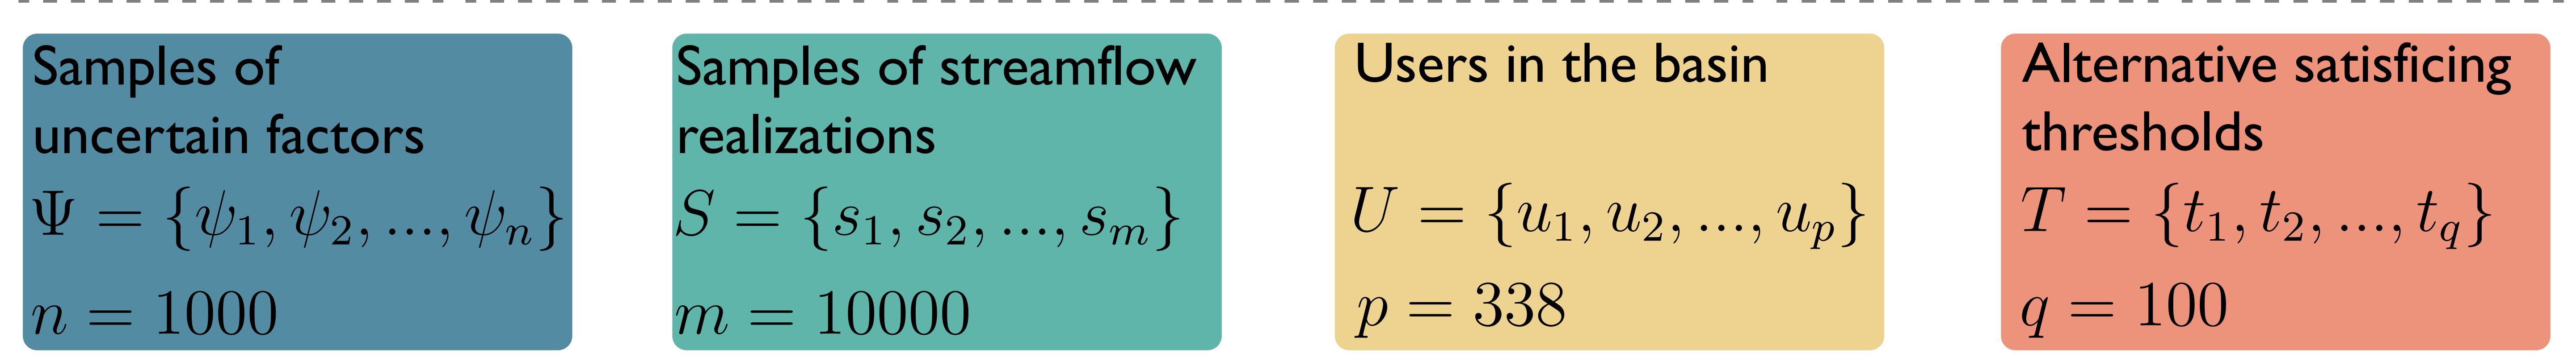 Samples of
uncertain factors
Ψ = {ψ₁, ψ₂, ..., ψₙ}
n = 1000
Samples of streamflow
realizations
S = {s₁, s₂, ..., sₘ}
m = 10000
Users in the basin
U = {u₁, u₂, ..., uₚ}
p = 338
Alternative satisficing
thresholds
T = {t₁, t₂, ..., t_q}
q = 100